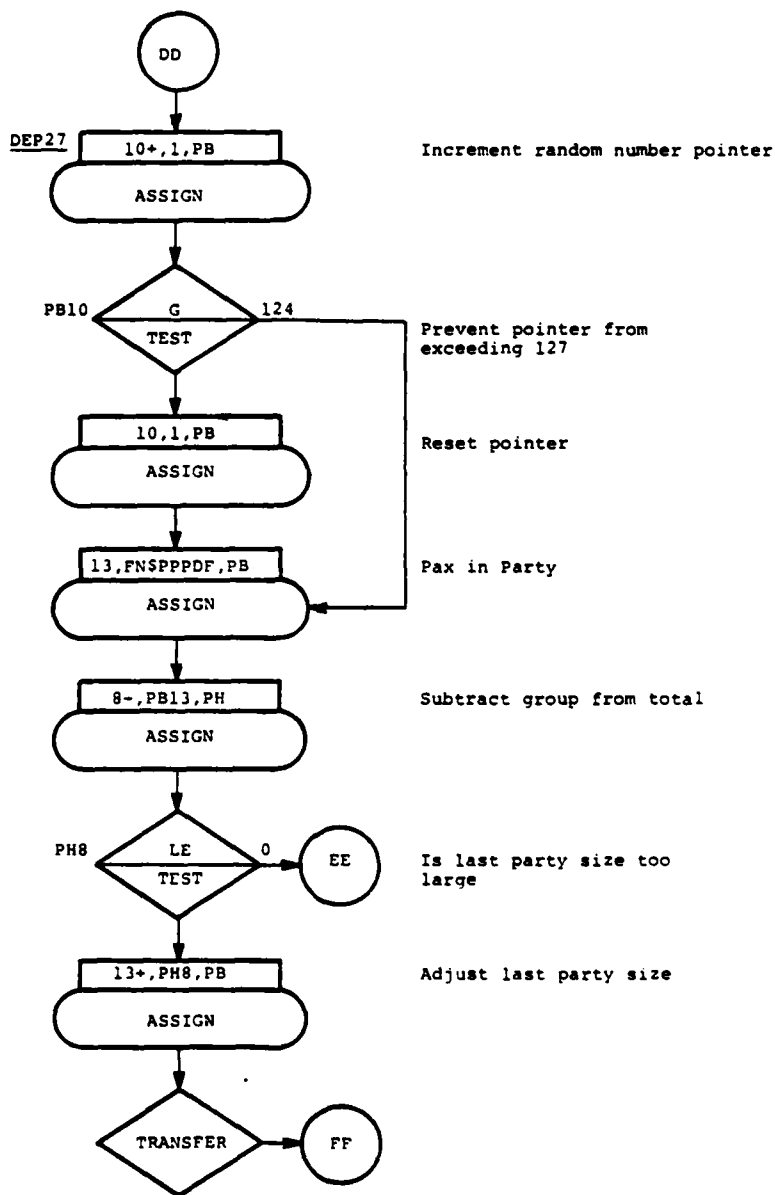 DD
DEP27
10+,1,PB
Increment random number pointer
ASSIGN
PB10
G
124
TEST
Prevent pointer from
exceeding 127
10,1,PB
Reset pointer
ASSIGN
13,FN$PPPDF,PB
Pax in Party
ASSIGN
8-,PB13,PH
Subtract group from total
ASSIGN
PH8
LE
0
TEST
EE
Is last party size too
large
13+,PH8,PB
Adjust last party size
ASSIGN
TRANSFER
FF